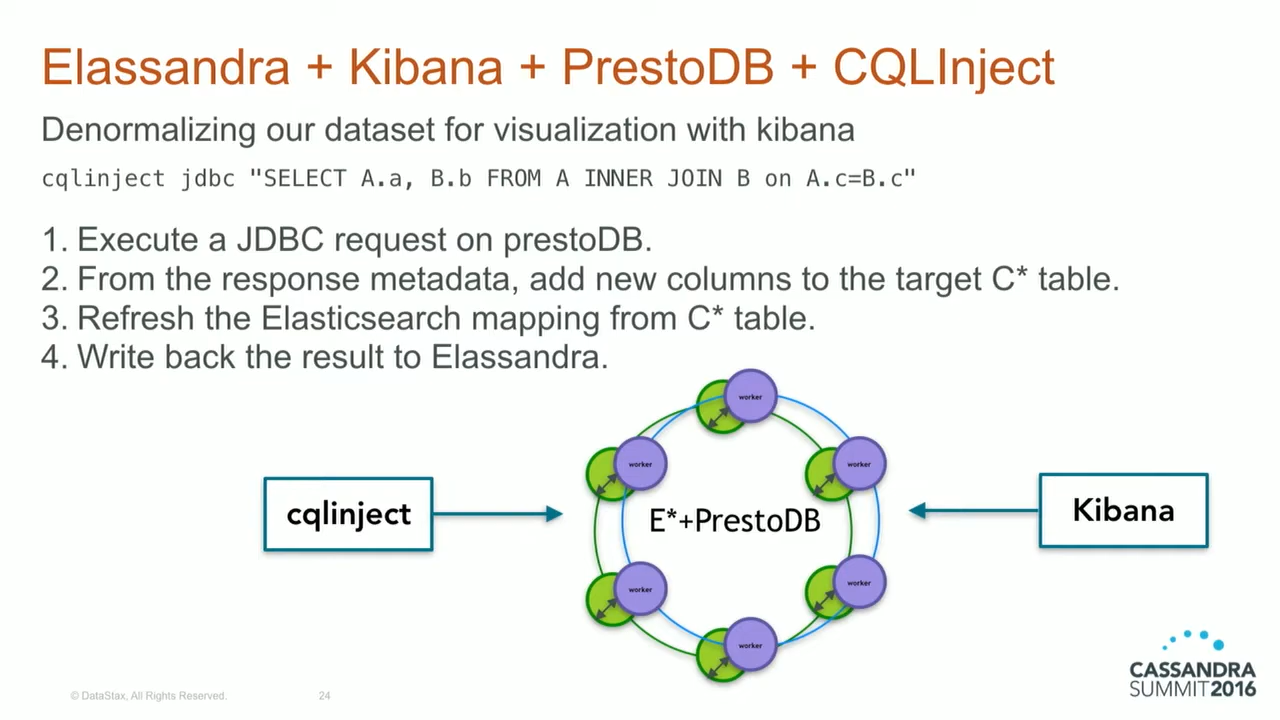 Elassandra + Kibana + PrestoDB + CQLInject
Denormalizing our dataset for visualization with kibana
cqlinject jdbc "SELECT A.a, B.b FROM A INNER JOIN B on A.c=B.c"
1. Execute a JDBC request on prestoDB.
2. From the response metadata, add new columns to the target C* table.
3. Refresh the Elasticsearch mapping from C* table.
4. Write back the result to Elassandra.
worker
worker
worker
cqlinject
E*+PrestoDB
Kibana
worker
worker
worker
© DataStax, All Rights Reserved.
24
CASSANDRA
SUMMIT2016